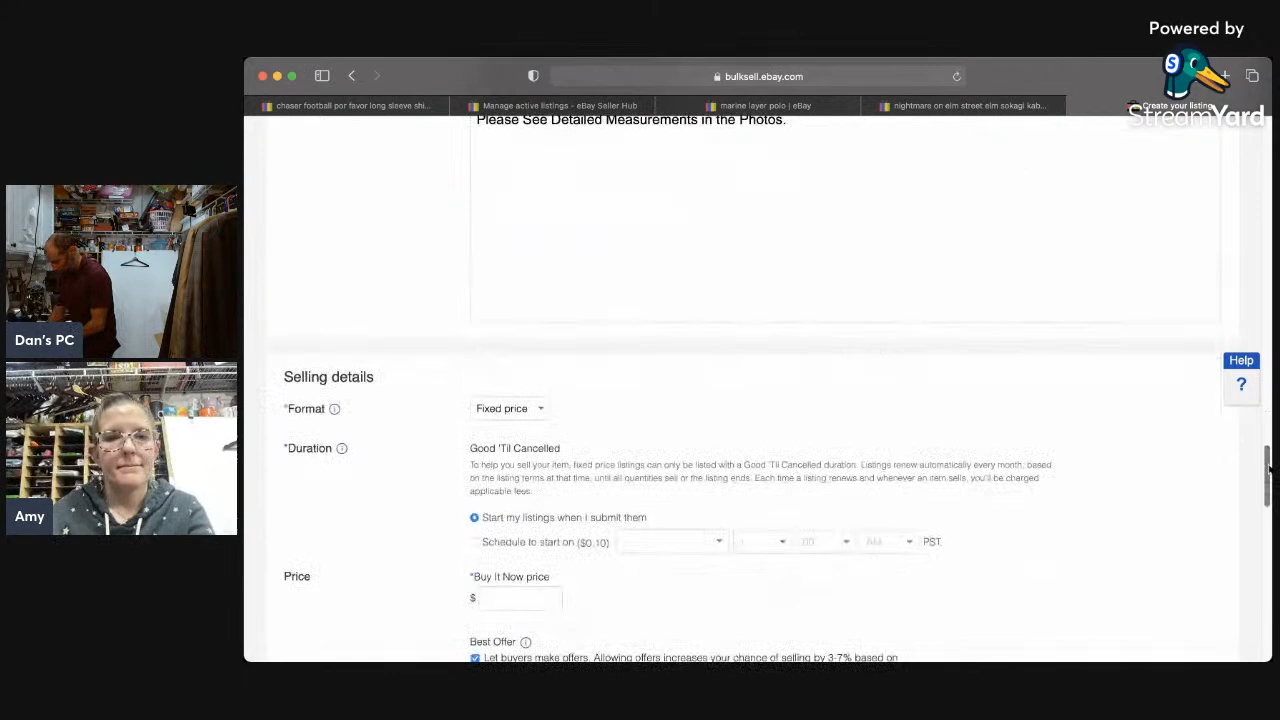 Powered by
StreamYard
bulksell.ebay.com
chaser football por favor long sleeve shi...
Manage active listings - eBay Seller Hub
marine layer polo | eBay
nightmares on elm street elm sokagi kab...
Create your listing
Please See Detailed Measurements in the Photos.
Help
?
Selling details
*Format
Fixed price
*Duration
Good 'Til Cancelled
To help you sell your item, fixed price listings can only be listed with a Good 'Til Cancelled duration. Listings renew automatically every month, based
on the listing terms at that time, until all quantities sell or the listing ends. Each time a listing renews and whenever an item sells, you'll be charged
applicable fees.
Start my listings when I submit them
Schedule to start on ($0.10)
00
AM
PST
Price
*Buy It Now price
$
Best Offer
Let buyers make offers. Allowing offers increases your chance of selling by 3-7% based on
Dan's PC
Amy